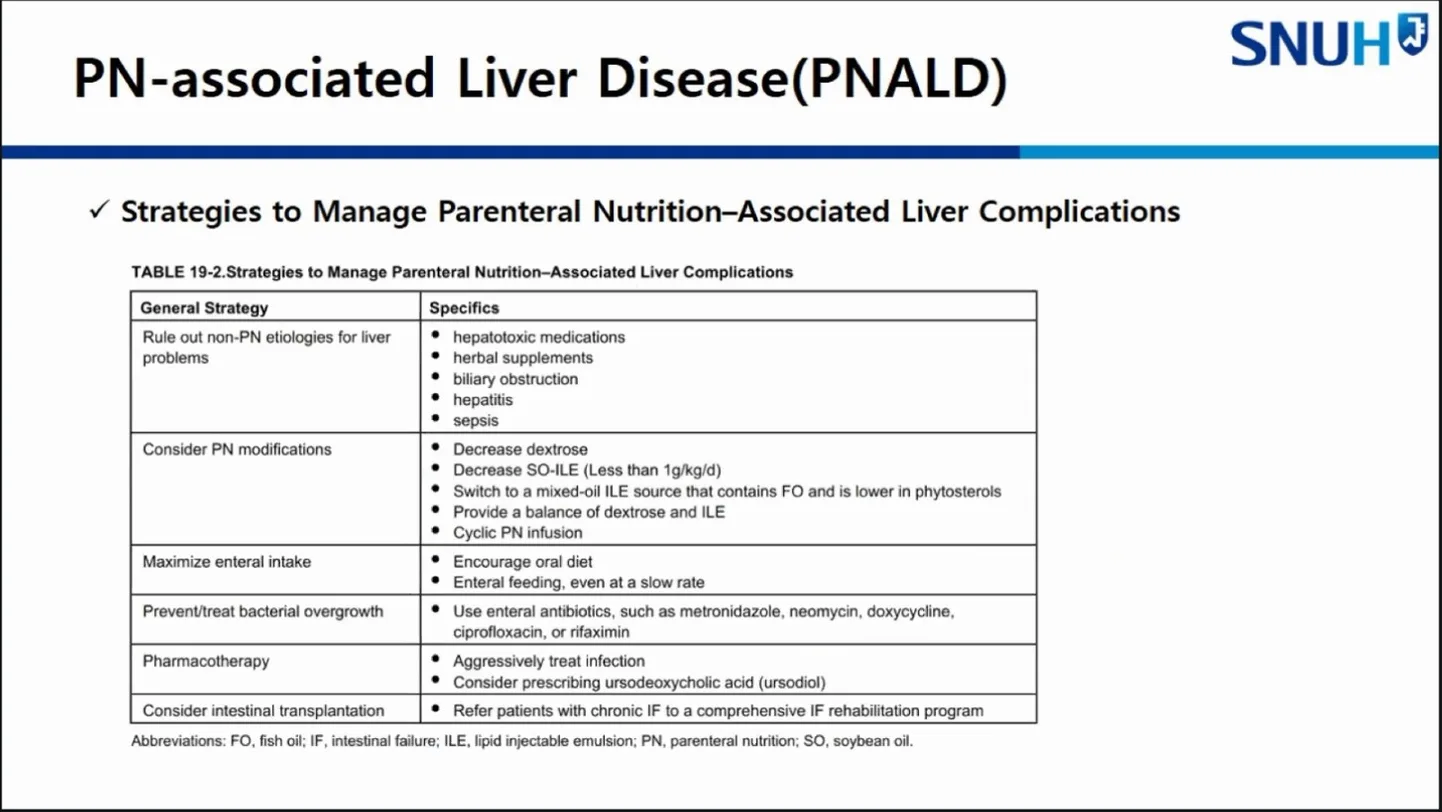 SNUH
PN-associated Liver Disease(PNALD)
✓ Strategies to Manage Parenteral Nutrition–Associated Liver Complications
TABLE 19-2.Strategies to Manage Parenteral Nutrition–Associated Liver Complications
General Strategy
Specifics
Rule out non-PN etiologies for liver
problems
• hepatotoxic medications
• herbal supplements
• biliary obstruction
• hepatitis
• sepsis
Consider PN modifications
• Decrease dextrose
• Decrease SO-ILE (Less than 1g/kg/d)
• Switch to a mixed-oil ILE source that contains FO and is lower in phytosterols
• Provide a balance of dextrose and ILE
• Cyclic PN infusion
Maximize enteral intake
• Encourage oral diet
• Enteral feeding, even at a slow rate
Prevent/treat bacterial overgrowth
• Use enteral antibiotics, such as metronidazole, neomycin, doxycycline,
ciprofloxacin, or rifaximin
Pharmacotherapy
• Aggressively treat infection
• Consider prescribing ursodeoxycholic acid (ursodiol)
Consider intestinal transplantation
• Refer patients with chronic IF to a comprehensive IF rehabilitation program
Abbreviations: FO, fish oil; IF, intestinal failure; ILE, lipid injectable emulsion; PN, parenteral nutrition; SO, soybean oil.